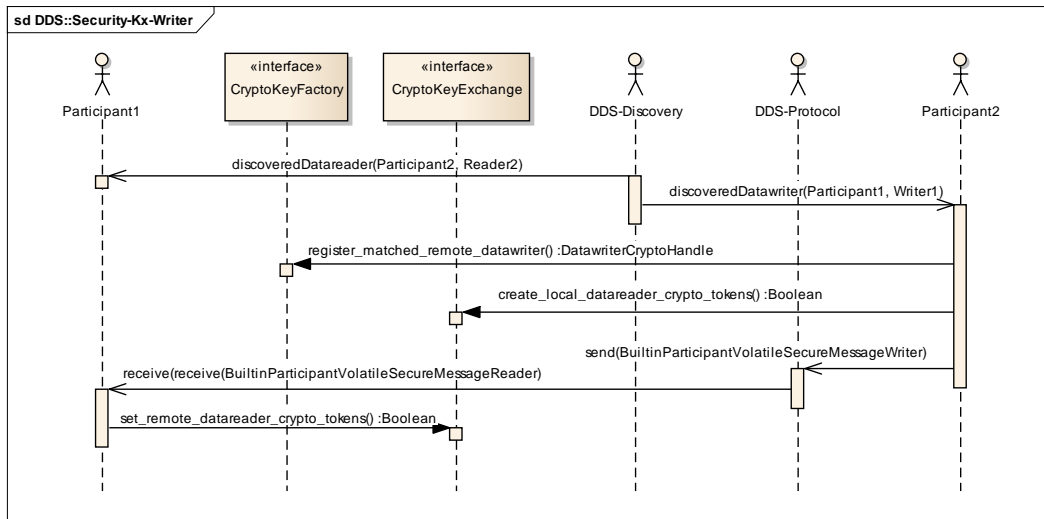 sd DDS::Security-Kx-Writer
«interface»
CryptoKeyFactory
«interface»
CryptoKeyExchange
Participant1
DDS-Discovery
DDS-Protocol
Participant2
discoveredDatareader(Participant2, Reader2)
discoveredDatawriter(Participant1, Writer1)
register_matched_remote_datawriter() :DatawriterCryptoHandle
create_local_datareader_crypto_tokens() :Boolean
send(BuiltinParticipantVolatileSecureMessageWriter)
receive(receive(BuiltinParticipantVolatileSecureMessageReader)
set_remote_datareader_crypto_tokens() :Boolean